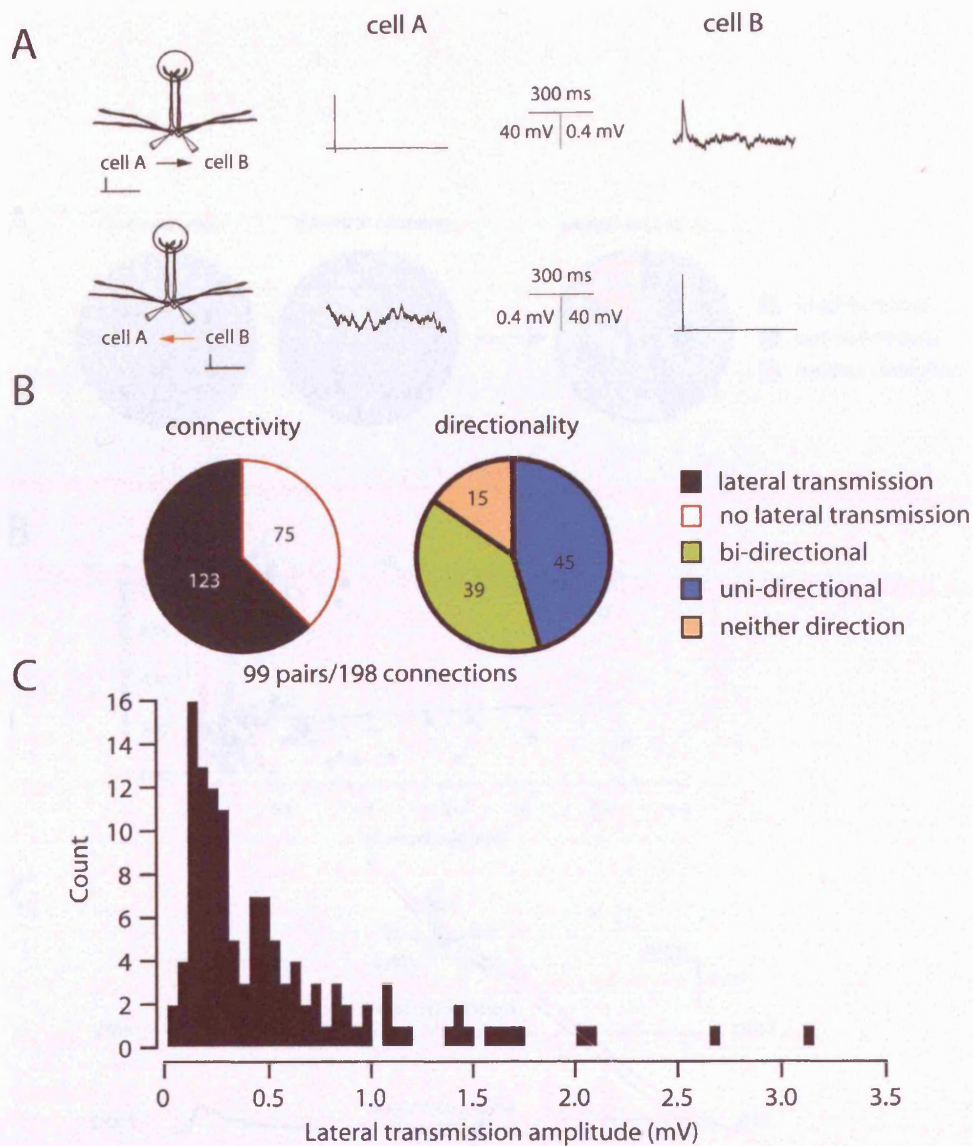 A
cell A
cell B
300 ms
40 mV 0.4 mV
cell A → cell B
300 ms
0.4 mV 40 mV
cell A ← cell B
B
connectivity
directionality
75
123
15
45
39
lateral transmission
no lateral transmission
bi-directional
uni-directional
neither direction
99 pairs/198 connections
C
16
14
12
10
8
6
4
2
0
Count
0 0.5 1.0 1.5 2.0 2.5 3.0 3.5
Lateral transmission amplitude (mV)